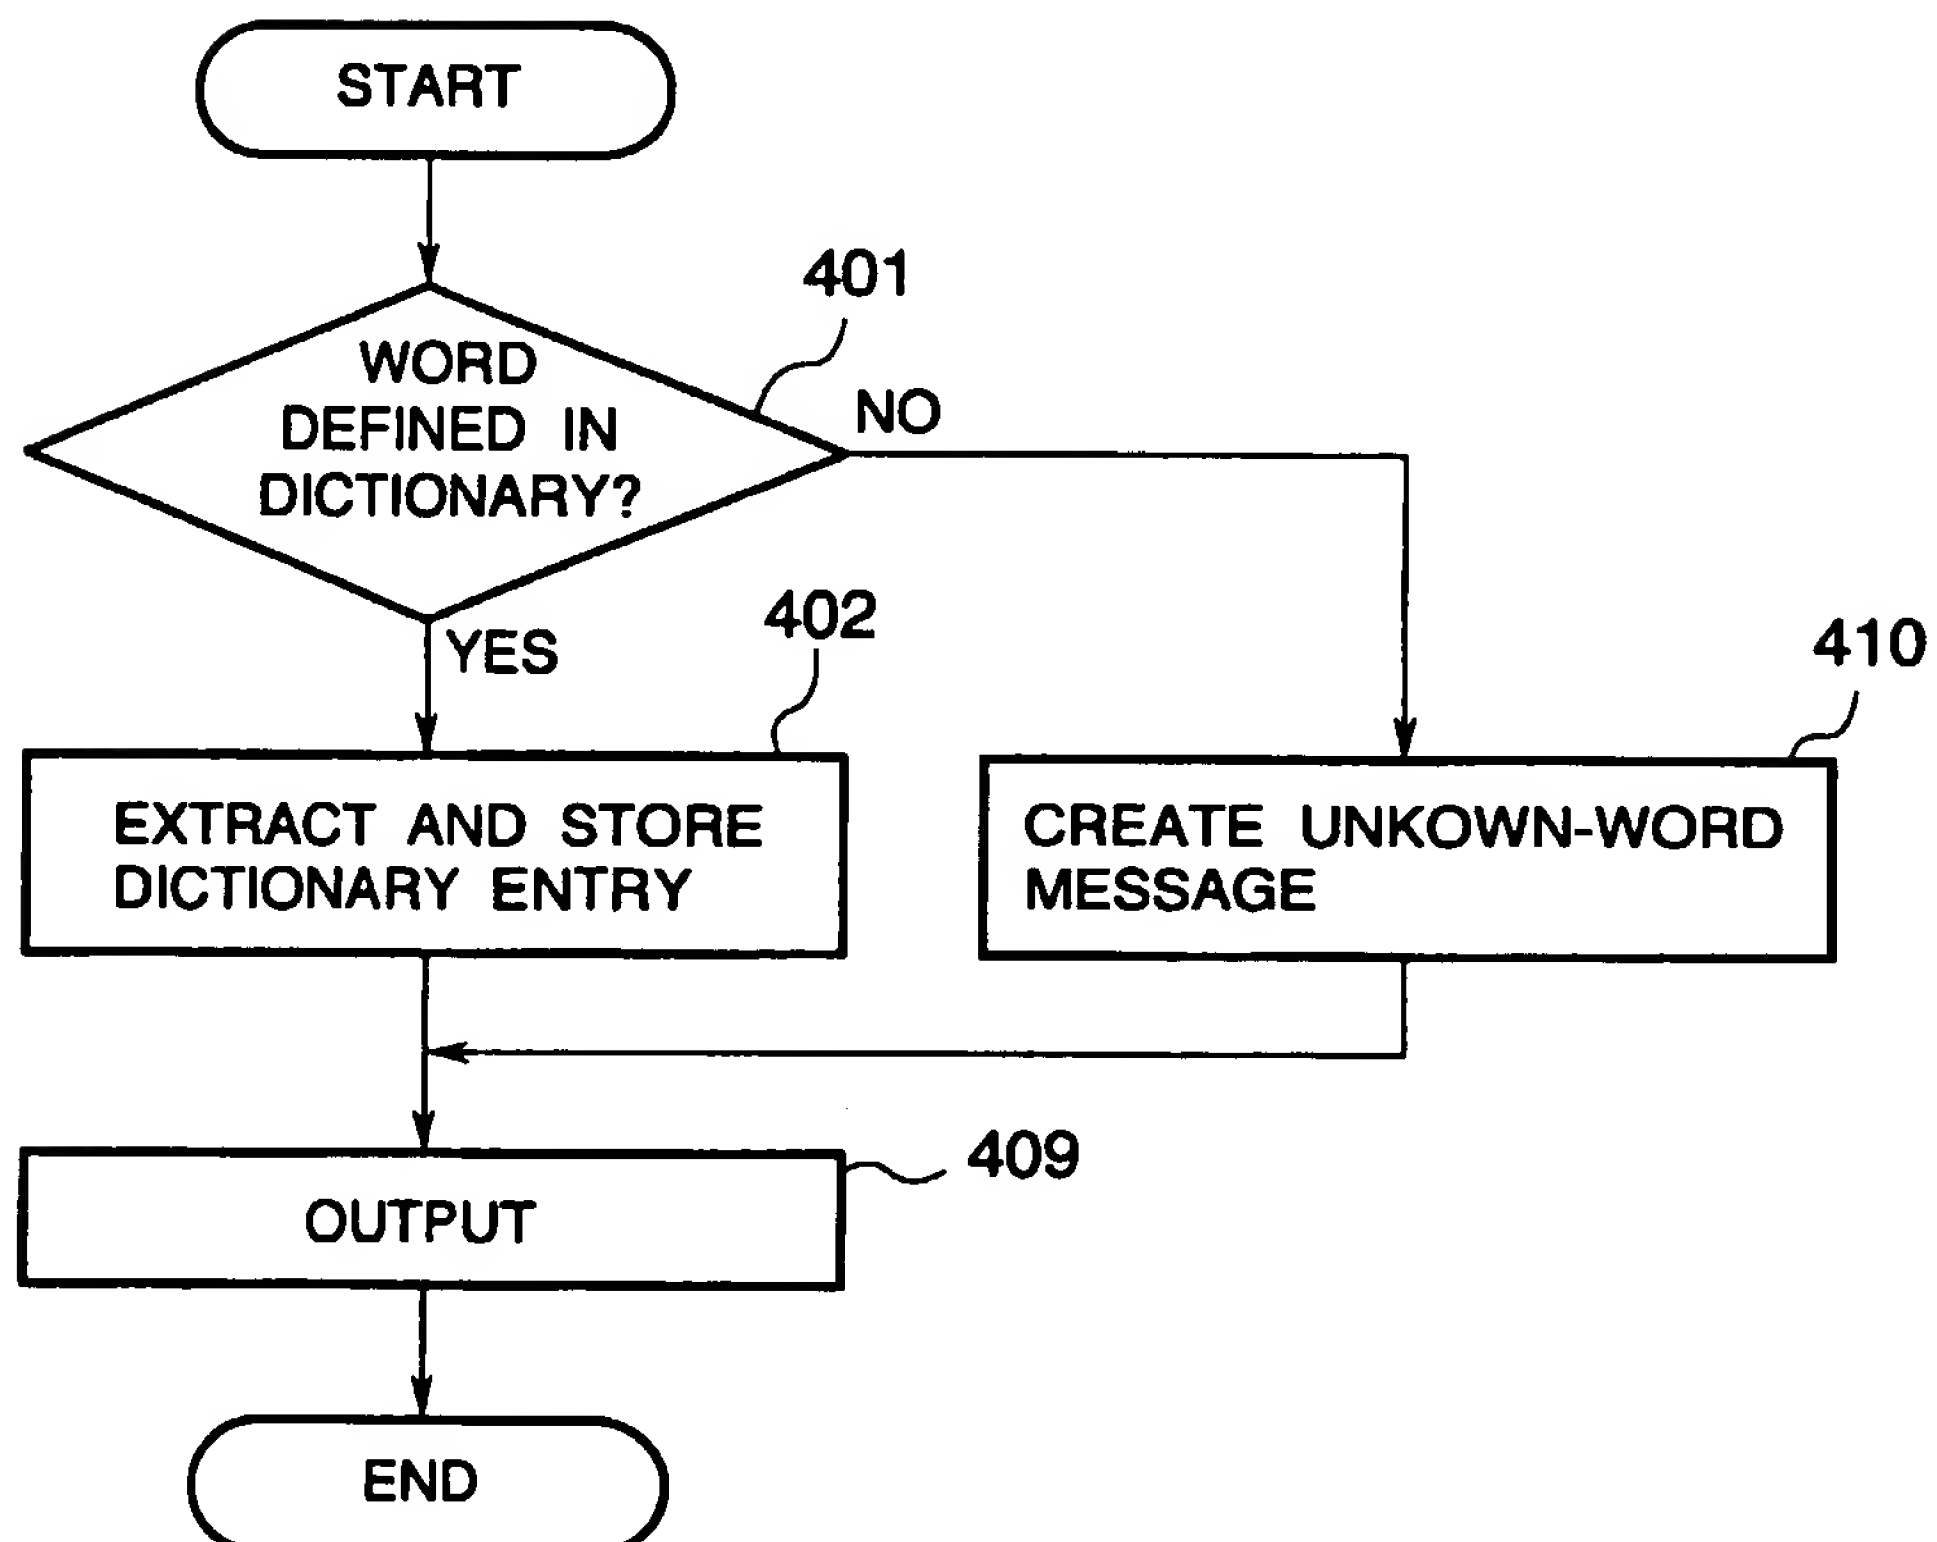 START
401
WORD
DEFINED IN
DICTIONARY?
NO
YES
402
410
EXTRACT AND STORE
DICTIONARY ENTRY
CREATE UNKOWN-WORD
MESSAGE
409
OUTPUT
END